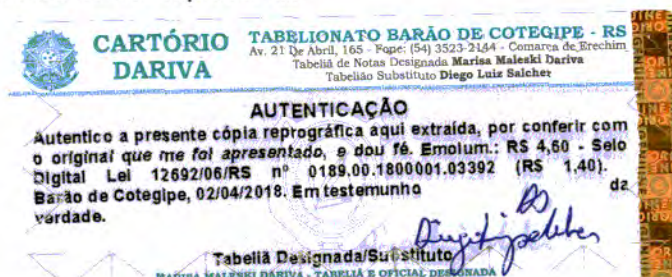 CARTÓRIO
DARIVA
TABELIONATO BARÃO DE COTEGIPE - RS
Av. 21 De Abril, 165 - Fone: (54) 3523-2144 - Comarca de Erechim
Tabeliã de Notas Designada Marisa Maleski Dariva
Tabelião Substituto Diego Luiz Salcher
AUTENTICAÇÃO
Autentico a presente cópia reprográfica aqui extraída, por conferir com
o original que me foi apresentado, e dou fé. Emolum.: R$ 4,60 - Selo
Digital Lei 12692/06/RS nº 0189.00.1800001.03392 (R$ 1,40).
Barão de Cotegipe, 02/04/2018. Em testemunho da
verdade.
Tabeliã Designada/Substituto
MARISA MALESKI DARIVA - TABELIÃ E OFICIAL DESIGNADA